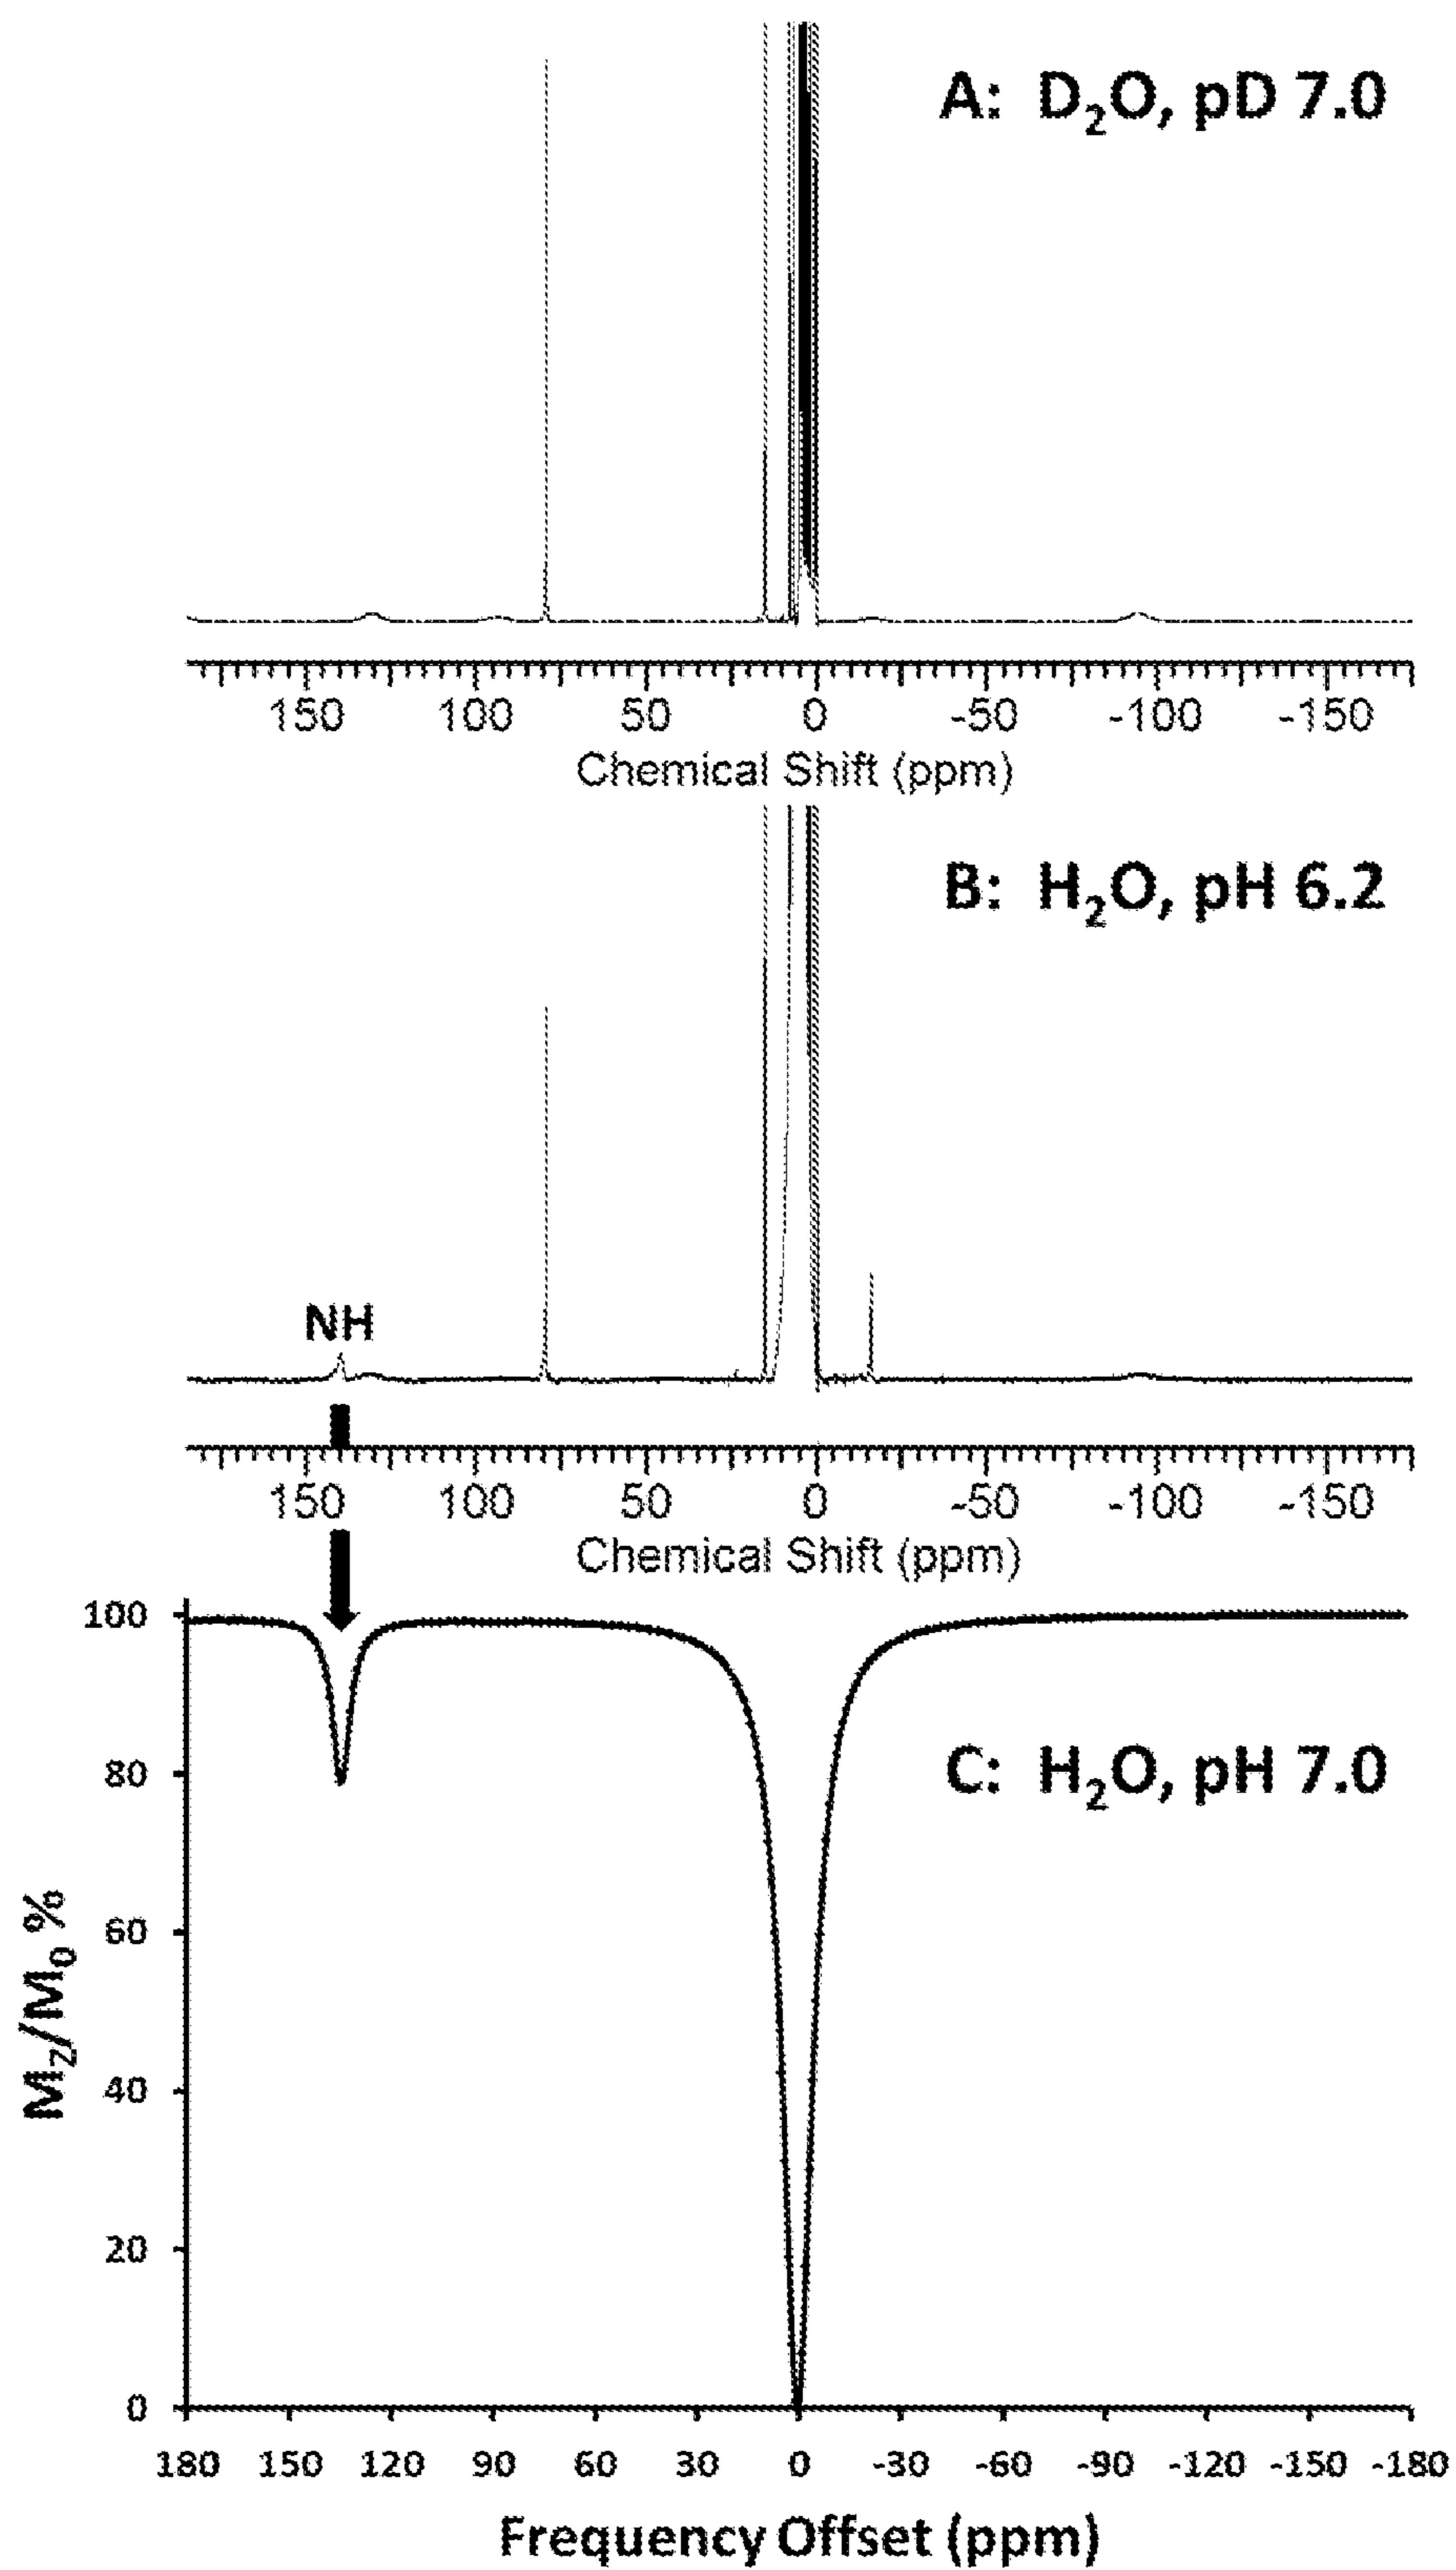 A: D₂O, pD 7.0
150 100 50 0 -50 -100 -150
Chemical Shift (ppm)
B: H₂O, pH 6.2
NH
150 100 50 0 -50 -100 -150
Chemical Shift (ppm)
100
C: H₂O, pH 7.0
80
60
40
20
0
M_Z/M₀ %
180 150 120 90 60 30 0 -30 -60 -90 -120 -150 -180
Frequency Offset (ppm)